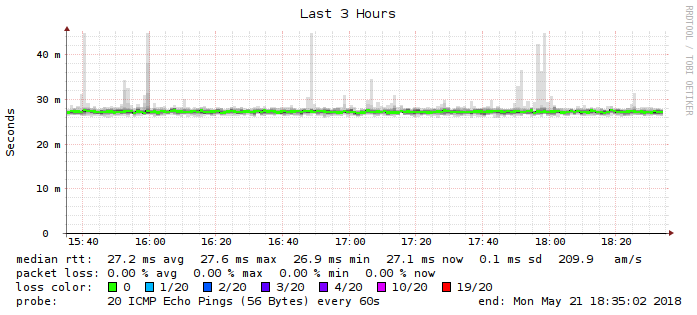 Last 3 Hours
RRDTOOL / TOBI OETIKER
Seconds
40 m
30 m
20 m
10 m
0
15:40 16:00 16:20 16:40 17:00 17:20 17:40 18:00 18:20
median rtt: 27.2 ms avg 27.6 ms max 26.9 ms min 27.1 ms now 0.1 ms sd 209.9 am/s
packet loss: 0.00 % avg 0.00 % max 0.00 % min 0.00 % now
loss color: 0 1/20 2/20 3/20 4/20 10/20 19/20
probe: 20 ICMP Echo Pings (56 Bytes) every 60s end: Mon May 21 18:35:02 2018